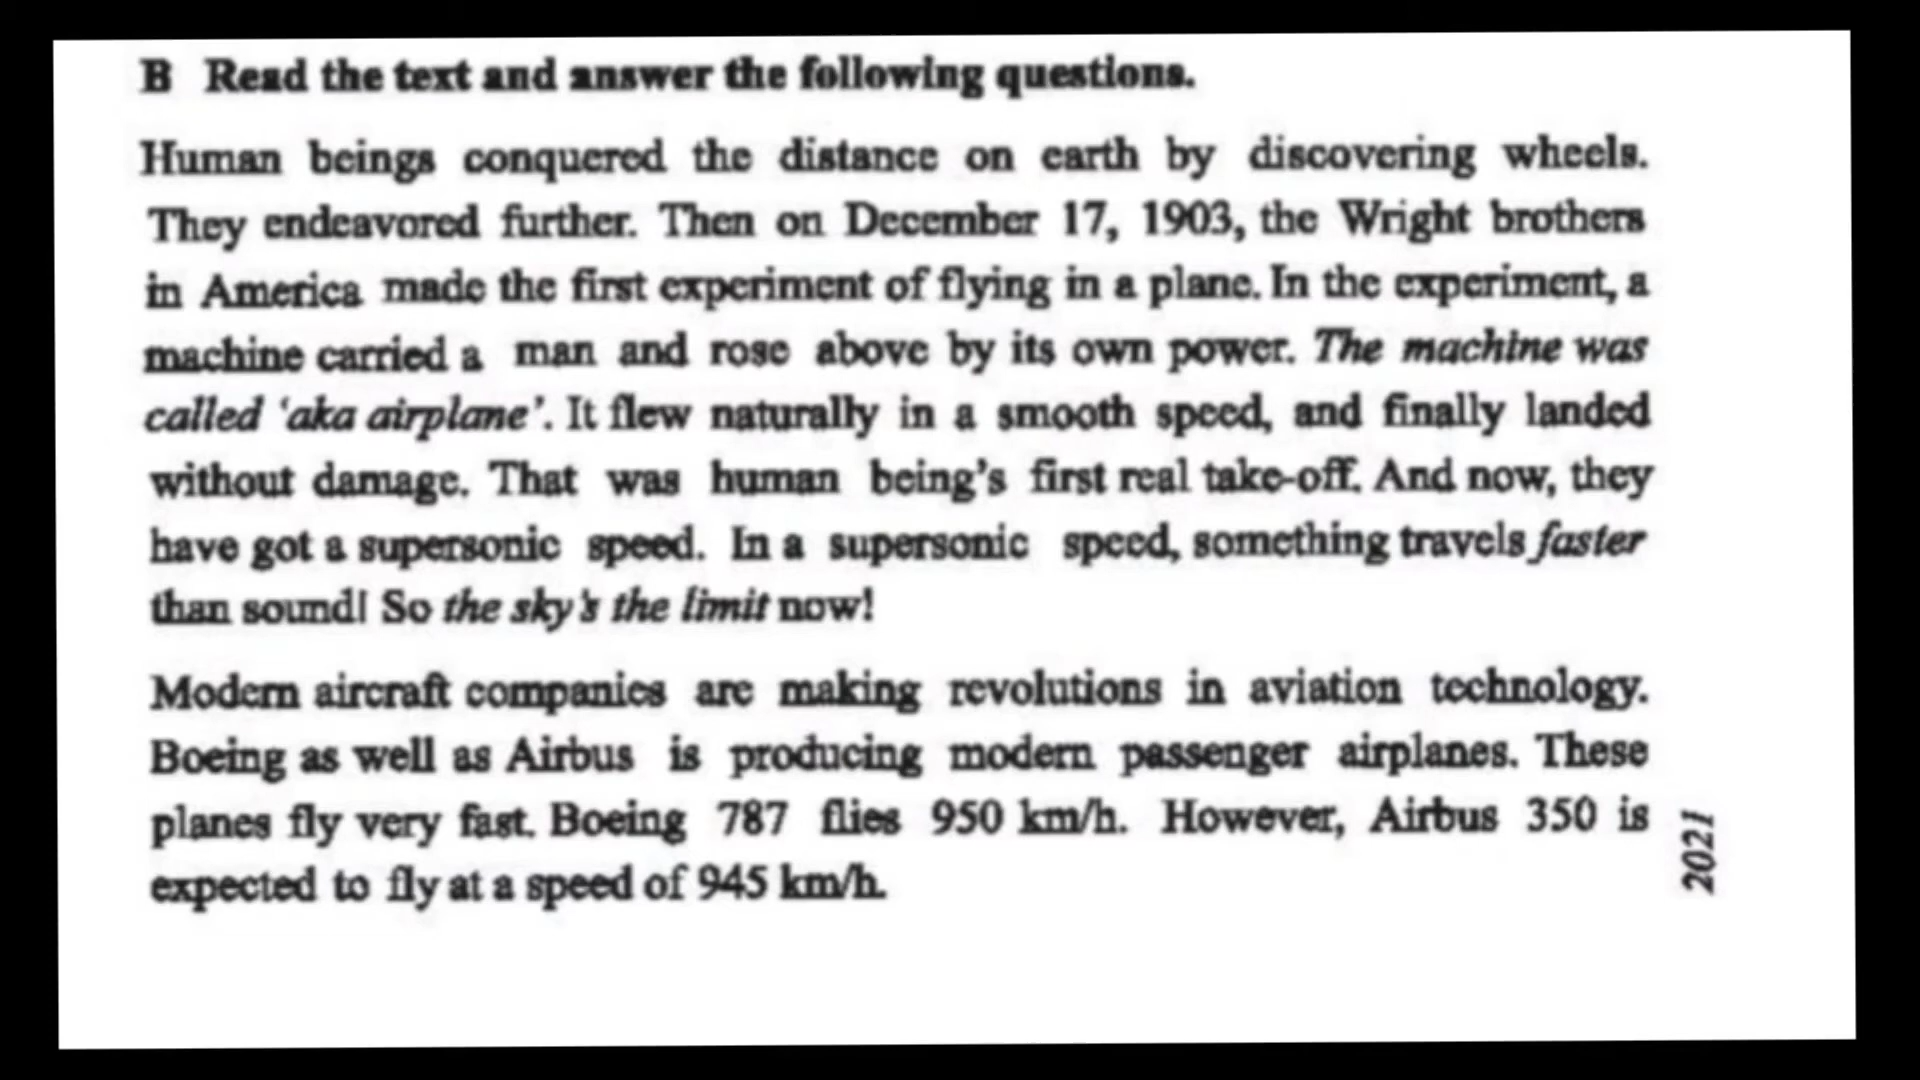 B Read the text and answer the following questions.
Human beings conquered the distance on earth by discovering wheels.
They endeavored further. Then on December 17, 1903, the Wright brothers
in America made the first experiment of flying in a plane. In the experiment, a
machine carried a man and rose above by its own power. The machine was
called ‘aka airplane’. It flew naturally in a smooth speed, and finally landed
without damage. That was human being’s first real take-off. And now, they
have got a supersonic speed. In a supersonic speed, something travels faster
than sound! So the sky’s the limit now!
Modern aircraft companies are making revolutions in aviation technology.
Boeing as well as Airbus is producing modern passenger airplanes. These
planes fly very fast. Boeing 787 flies 950 km/h. However, Airbus 350 is
expected to fly at a speed of 945 km/h.
2021